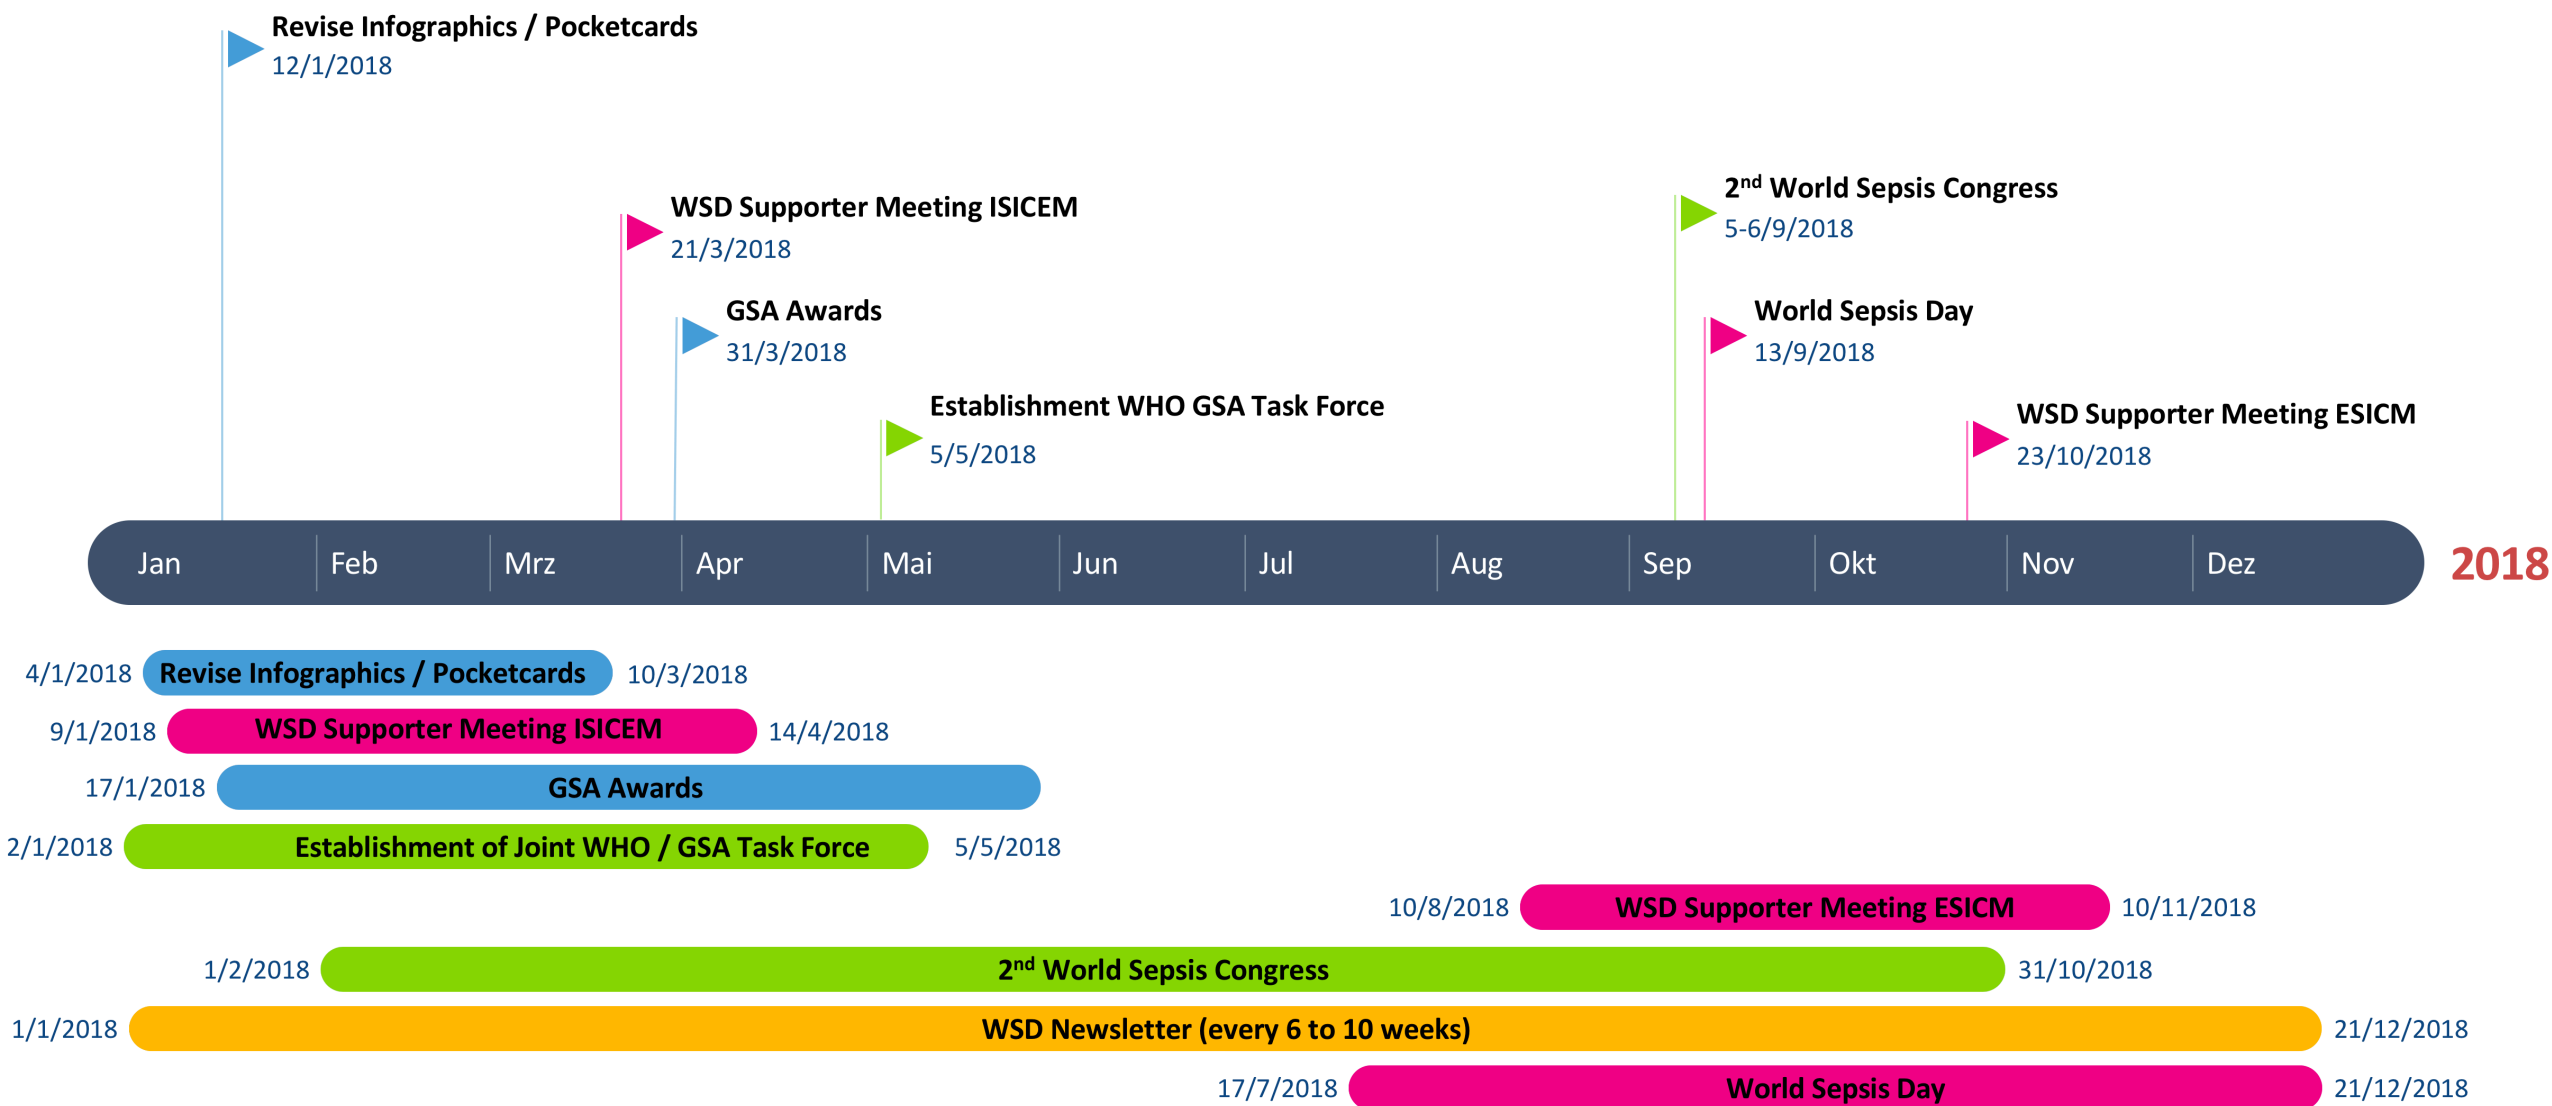 Revise Infographics / Pocketcards
12/1/2018
WSD Supporter Meeting ISICEM
21/3/2018
GSA Awards
31/3/2018
Establishment WHO GSA Task Force
5/5/2018
2nd World Sepsis Congress
5-6/9/2018
World Sepsis Day
13/9/2018
WSD Supporter Meeting ESICM
23/10/2018
Jan Feb Mrz Apr Mai Jun Jul Aug Sep Okt Nov Dez 2018
4/1/2018 Revise Infographics / Pocketcards 10/3/2018
9/1/2018 WSD Supporter Meeting ISICEM 14/4/2018
17/1/2018 GSA Awards
2/1/2018 Establishment of Joint WHO / GSA Task Force 5/5/2018
10/8/2018 WSD Supporter Meeting ESICM 10/11/2018
1/2/2018 2nd World Sepsis Congress 31/10/2018
1/1/2018 WSD Newsletter (every 6 to 10 weeks) 21/12/2018
17/7/2018 World Sepsis Day 21/12/2018